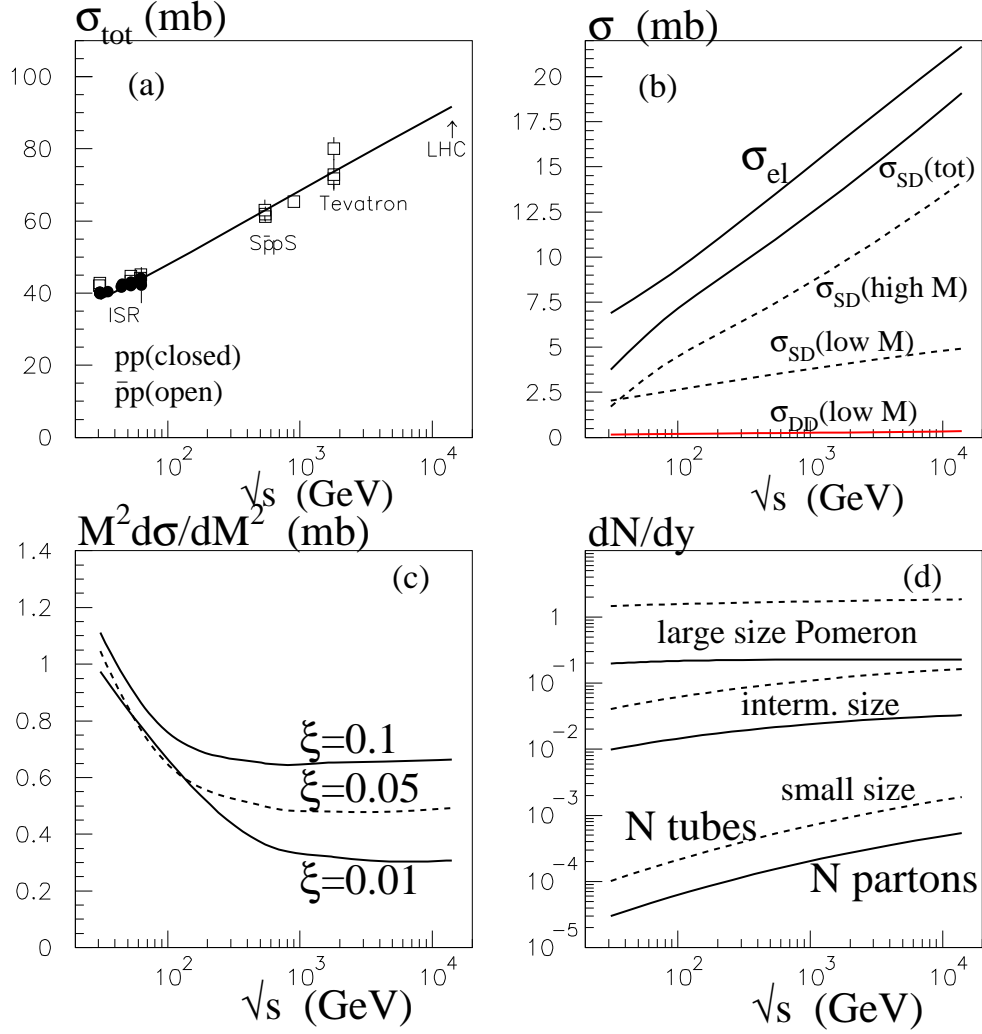 σtot (mb)
(a)
100
80
60
40
20
0
LHC
Tevatron
Sp̄pS
ISR
pp(closed)
p̄p(open)
10² 10³ 10⁴
√s (GeV)
σ (mb)
(b)
20
17.5
15
12.5
10
7.5
5
2.5
0
σel
σSD(tot)
σSD(high M)
σSD(low M)
σDD(low M)
10² 10³ 10⁴
√s (GeV)
M²dσ/dM² (mb)
(c)
1.4
1.2
1
0.8
0.6
0.4
0.2
0
ξ=0.1
ξ=0.05
ξ=0.01
10² 10³ 10⁴
√s (GeV)
dN/dy
(d)
1
10⁻¹
10⁻²
10⁻³
10⁻⁴
10⁻⁵
large size Pomeron
interm. size
small size
N tubes
N partons
10² 10³ 10⁴
√s (GeV)